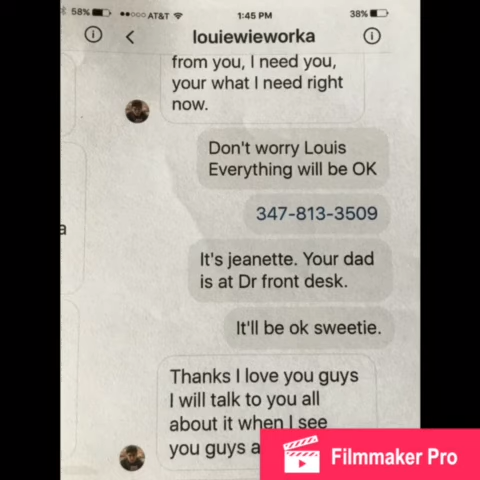 58%
AT&T
1:45 PM
38%
louiewieworka
from you, I need you,
your what I need right
now.
Don't worry Louis
Everything will be OK
347-813-3509
a
It's jeanette. Your dad
is at Dr front desk.
It'll be ok sweetie.
Thanks I love you guys
I will talk to you all
about it when I see
you guys a
Filmmaker Pro